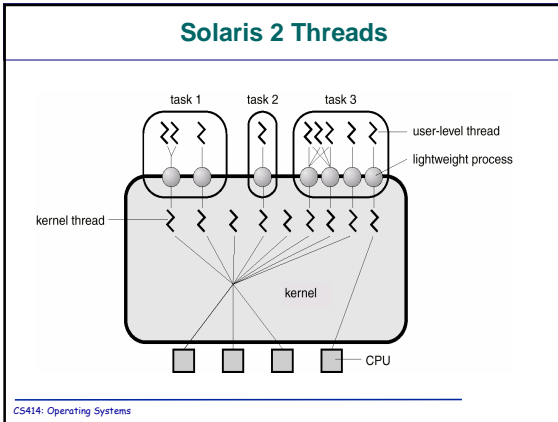 Solaris 2 Threads
task 1 task 2 task 3
user-level thread
lightweight process
kernel thread
kernel
CPU
CS414: Operating Systems